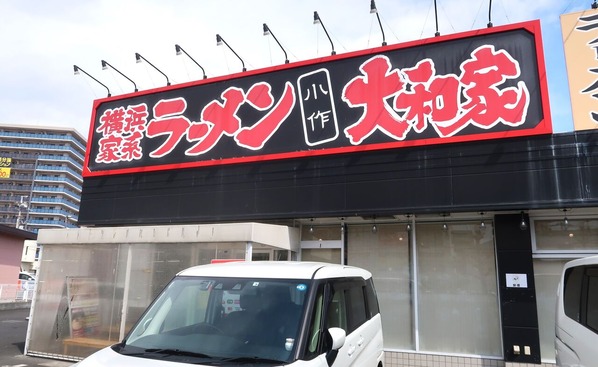 横浜家系 ラーメン 小作 大和家